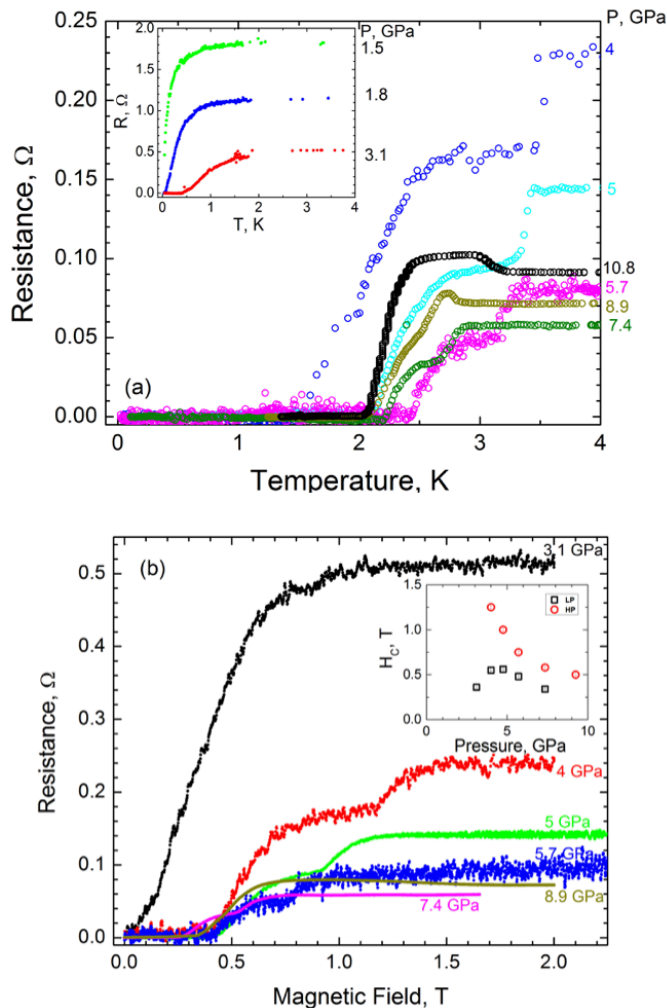 P, GPa
0.25
0.20
0.15
0.10
0.05
0.00
Resistance, Ω
2.0
1.5
1.0
0.5
0.0
R, Ω
0
1
2
3
4
T, K
P, GPa
1.5
1.8
3.1
4
5
10.8
5.7
8.9
7.4
(a)
0
1
2
3
4
Temperature, K
(b)
0.5
0.4
0.3
0.2
0.1
0.0
Resistance, Ω
3.1 GPa
1.5
1.0
0.5
0.0
H_C, T
LP
HP
0
5
10
Pressure, GPa
4 GPa
5 GPa
5.7GPa
8.9 GPa
7.4 GPa
0.0
0.5
1.0
1.5
2.0
Magnetic Field, T